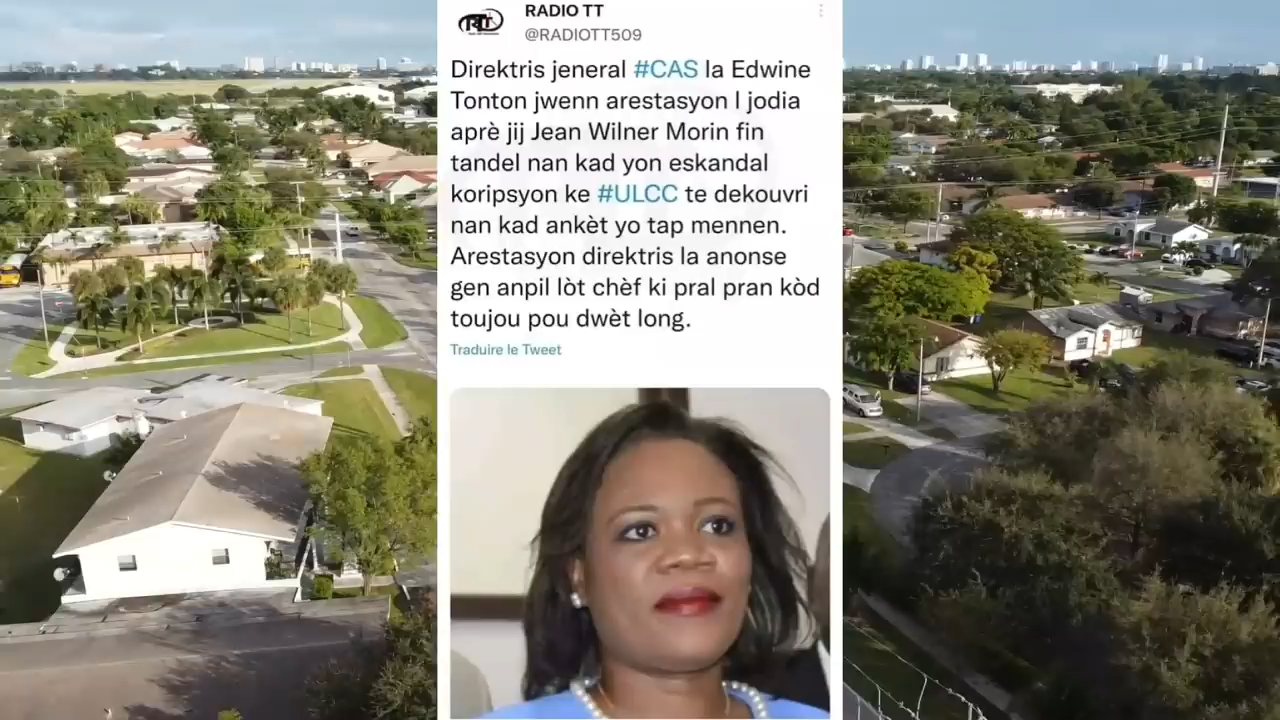 RADIO TT
@RADIOTT509
Direktris jeneral #CAS la Edwine
Tonton jwenn arestasyon l jodia
aprè jij Jean Wilner Morin fin
tandel nan kad yon eskandal
koripsyon ke #ULCC te dekouvri
nan kad ankèt yo tap mennen.
Arestasyon direktris la anonse
gen anpil lòt chèf ki pral pran kòd
toujou pou dwèt long.
Traduire le Tweet